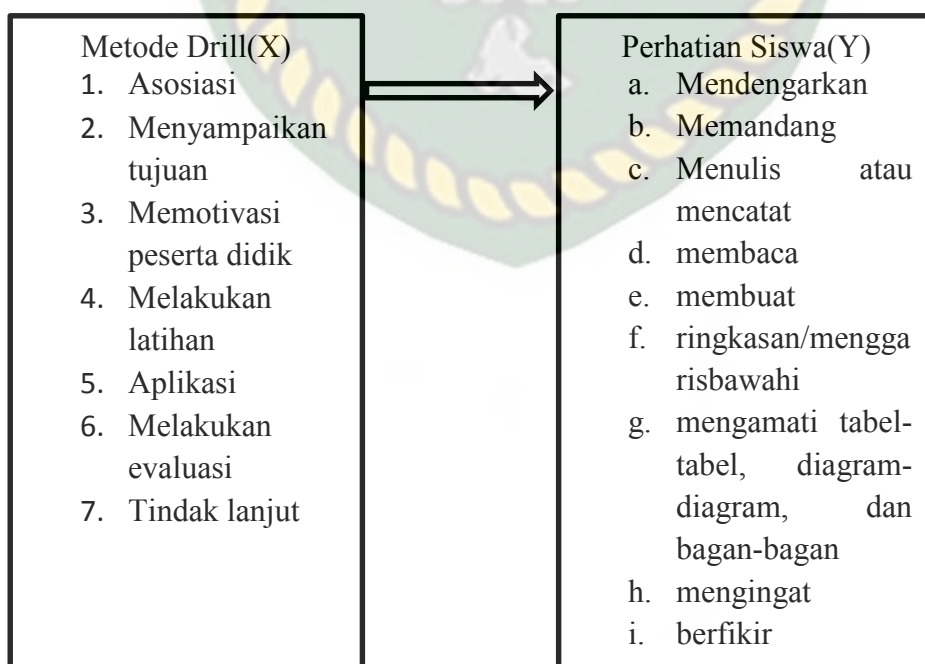 Metode Drill(X)
1. Asosiasi
2. Menyampaikan
tujuan
3. Memotivasi
peserta didik
4. Melakukan
latihan
5. Aplikasi
6. Melakukan
evaluasi
7. Tindak lanjut
Perhatian Siswa(Y)
a. Mendengarkan
b. Memandang
c. Menulis atau
mencatat
d. membaca
e. membuat
f. ringkasan/mengga
risbawahi
g. mengamati tabel-
tabel, diagram-
diagram, dan
bagan-bagan
h. mengingat
i. berfikir